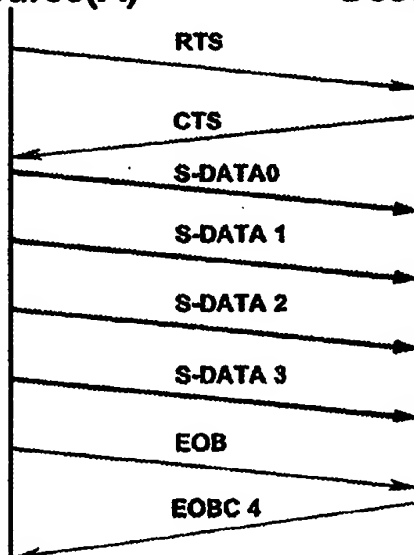 RTS
CTS
S-DATA0
S-DATA 1
S-DATA 2
S-DATA 3
EOB
EOBC 4